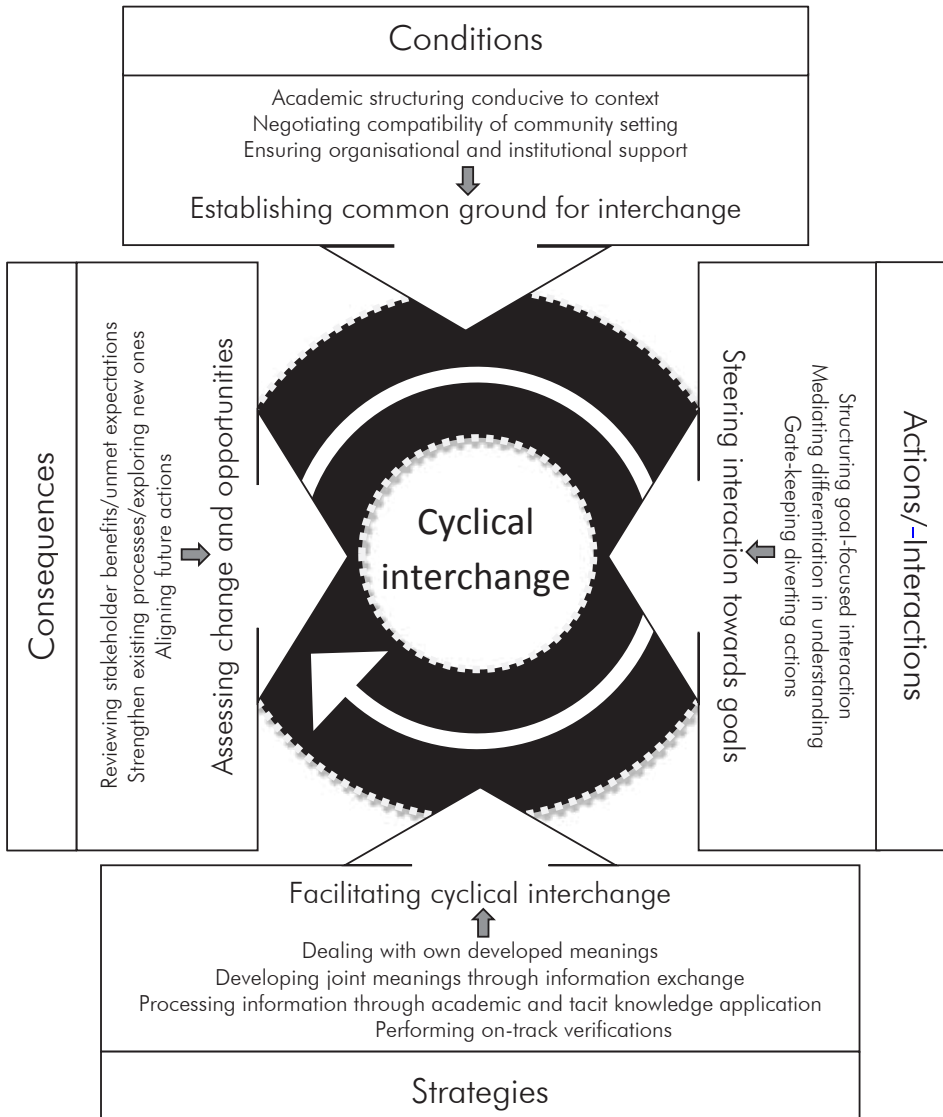 Conditions
Academic structuring conducive to context
Negotiating compatibility of community setting
Ensuring organisational and institutional support
Establishing common ground for interchange
Actions/-Interactions
Structuring goal-focused interaction
Mediating differentiation in understanding
Gate-keeping diverting actions
Steering interaction towards goals
Cyclical
interchange
Consequences
Reviewing stakeholder benefits/unmet expectations
Strengthen existing processes/exploring new ones
Aligning future actions
Assessing change and opportunities
Facilitating cyclical interchange
Dealing with own developed meanings
Developing joint meanings through information exchange
Processing information through academic and tacit knowledge application
Performing on-track verifications
Strategies